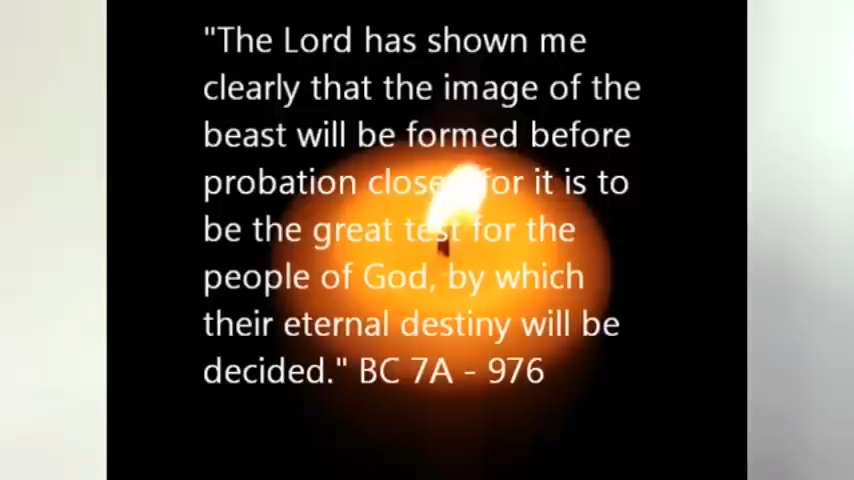 "The Lord has shown me
clearly that the image of the
beast will be formed before
probation closes for it is to
be the great test for the
people of God, by which
their eternal destiny will be
decided." BC 7A - 976